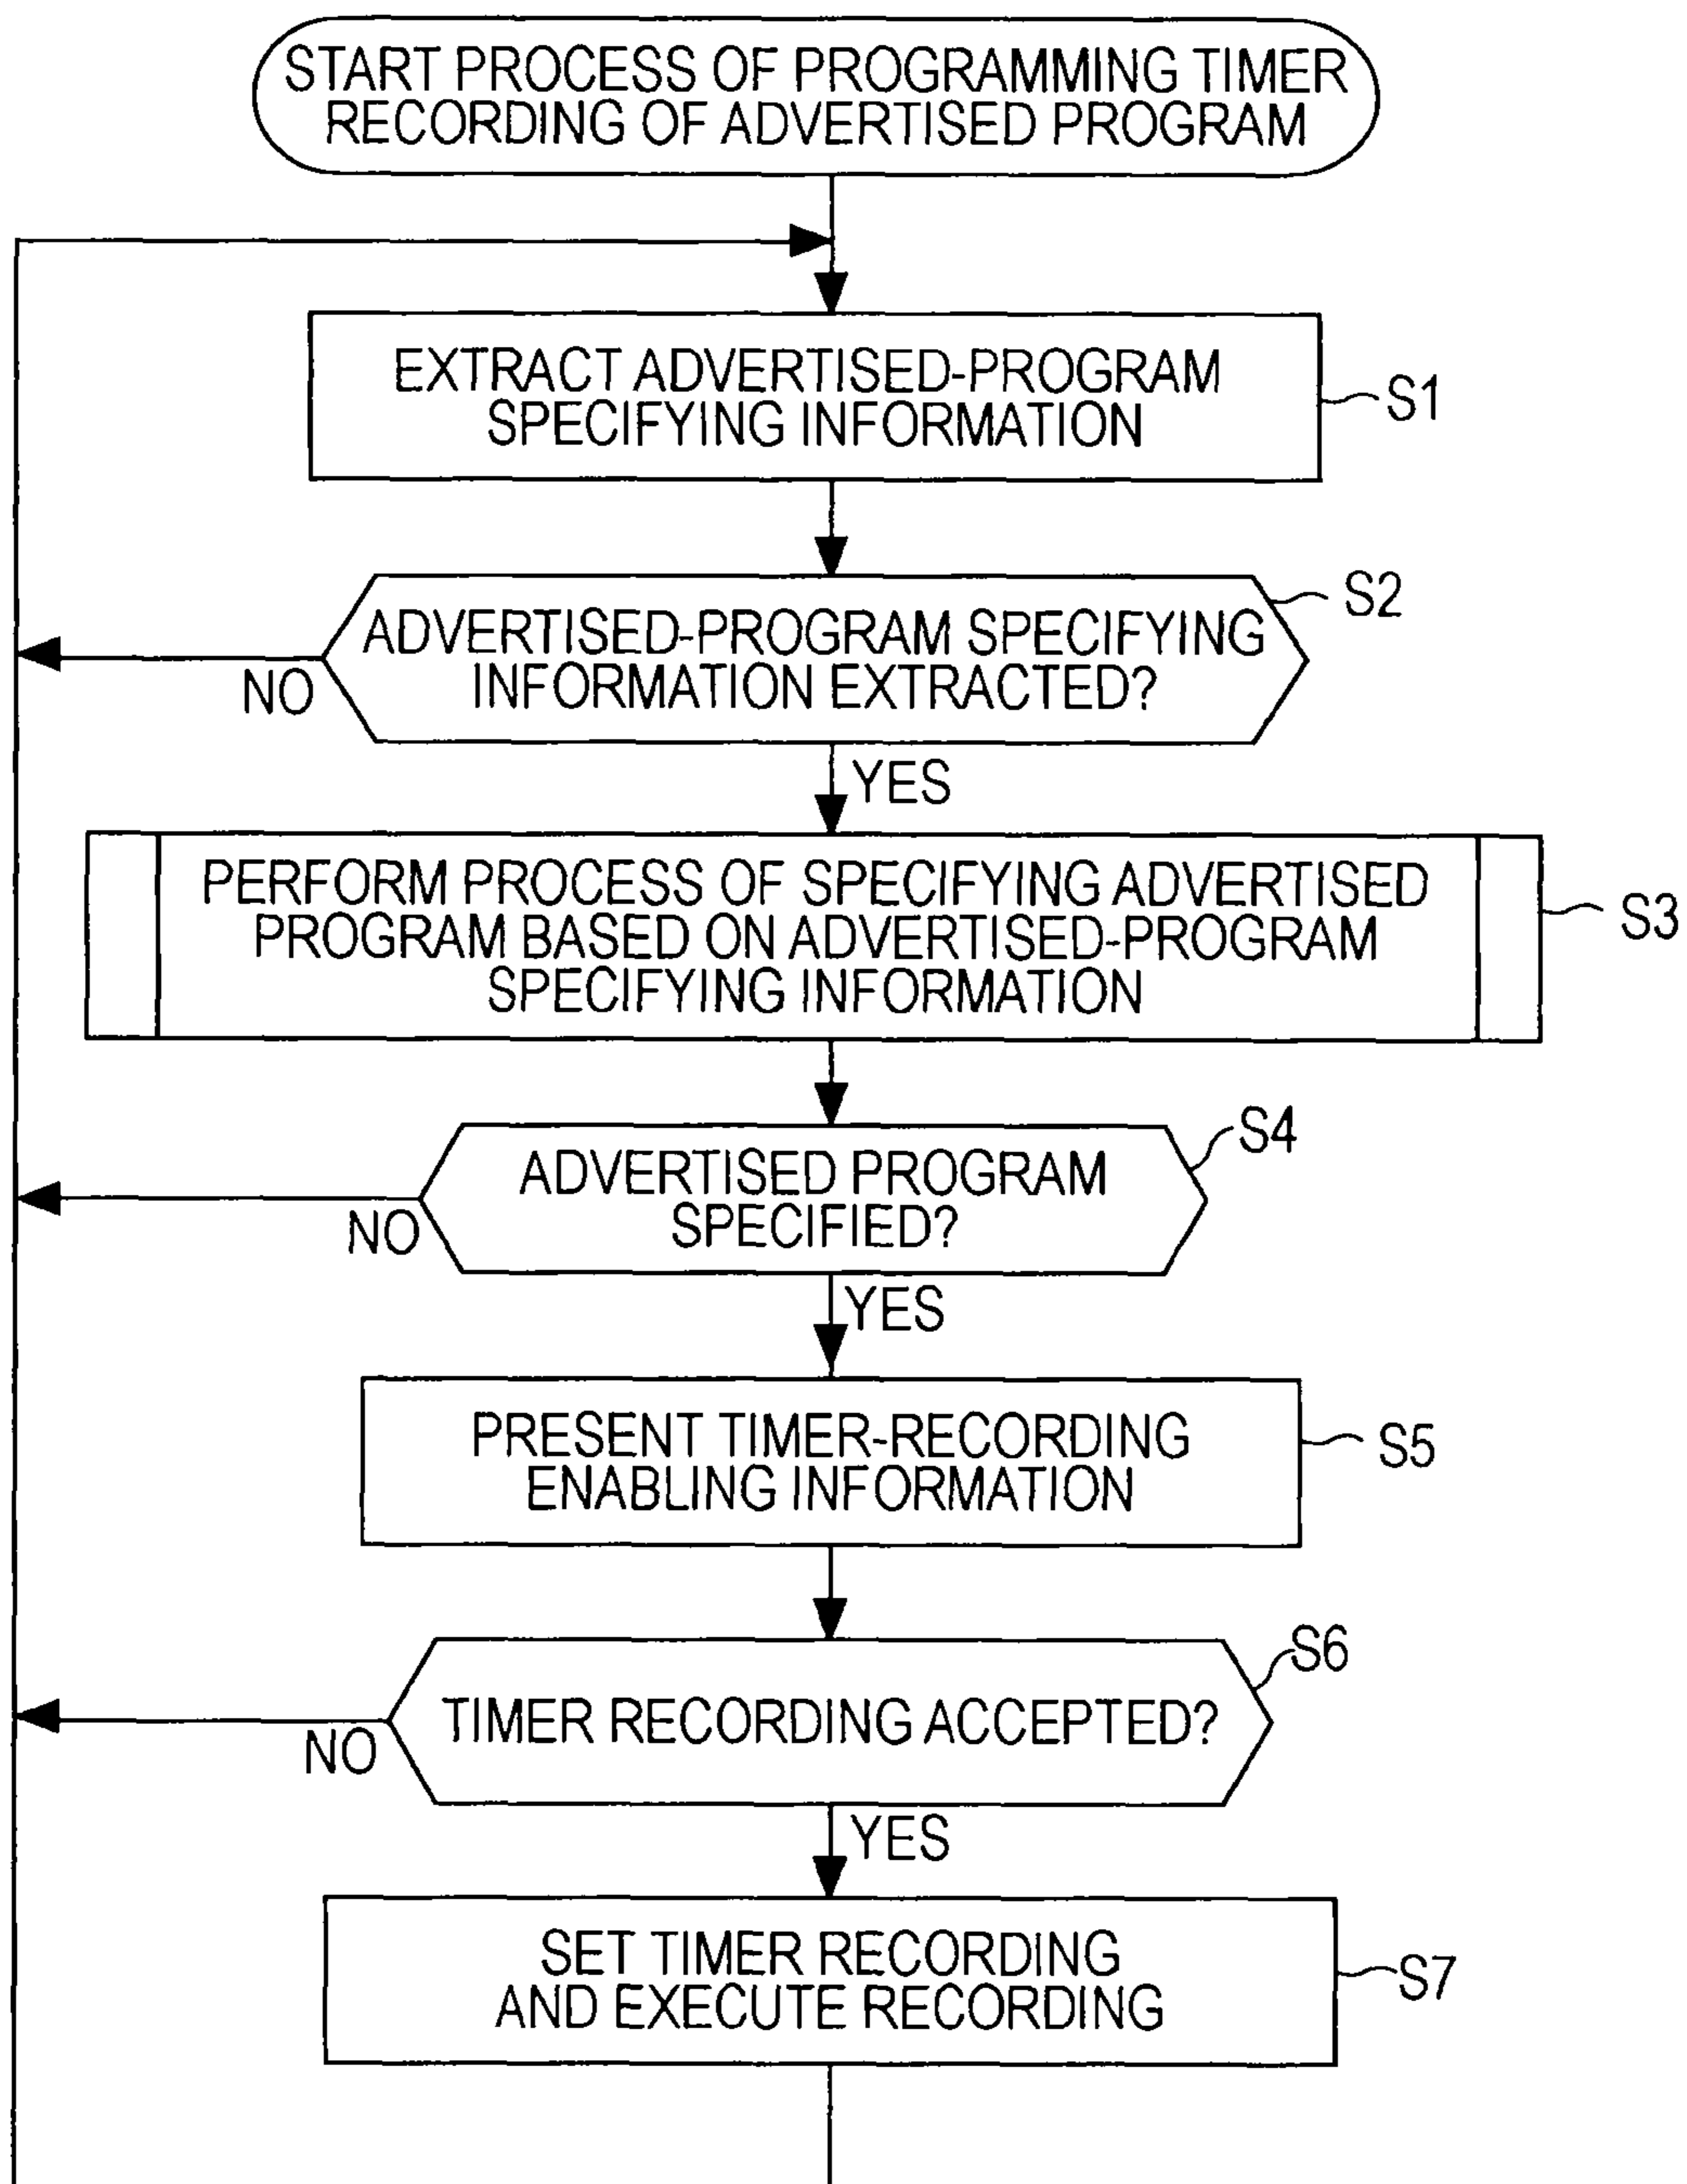 START PROCESS OF PROGRAMMING TIMER
RECORDING OF ADVERTISED PROGRAM
EXTRACT ADVERTISED-PROGRAM
SPECIFYING INFORMATION
S1
S2
ADVERTISED-PROGRAM SPECIFYING
INFORMATION EXTRACTED?
NO
YES
PERFORM PROCESS OF SPECIFYING ADVERTISED
PROGRAM BASED ON ADVERTISED-PROGRAM
SPECIFYING INFORMATION
S3
S4
ADVERTISED PROGRAM
SPECIFIED?
NO
YES
PRESENT TIMER-RECORDING
ENABLING INFORMATION
S5
S6
TIMER RECORDING ACCEPTED?
NO
YES
SET TIMER RECORDING
AND EXECUTE RECORDING
S7